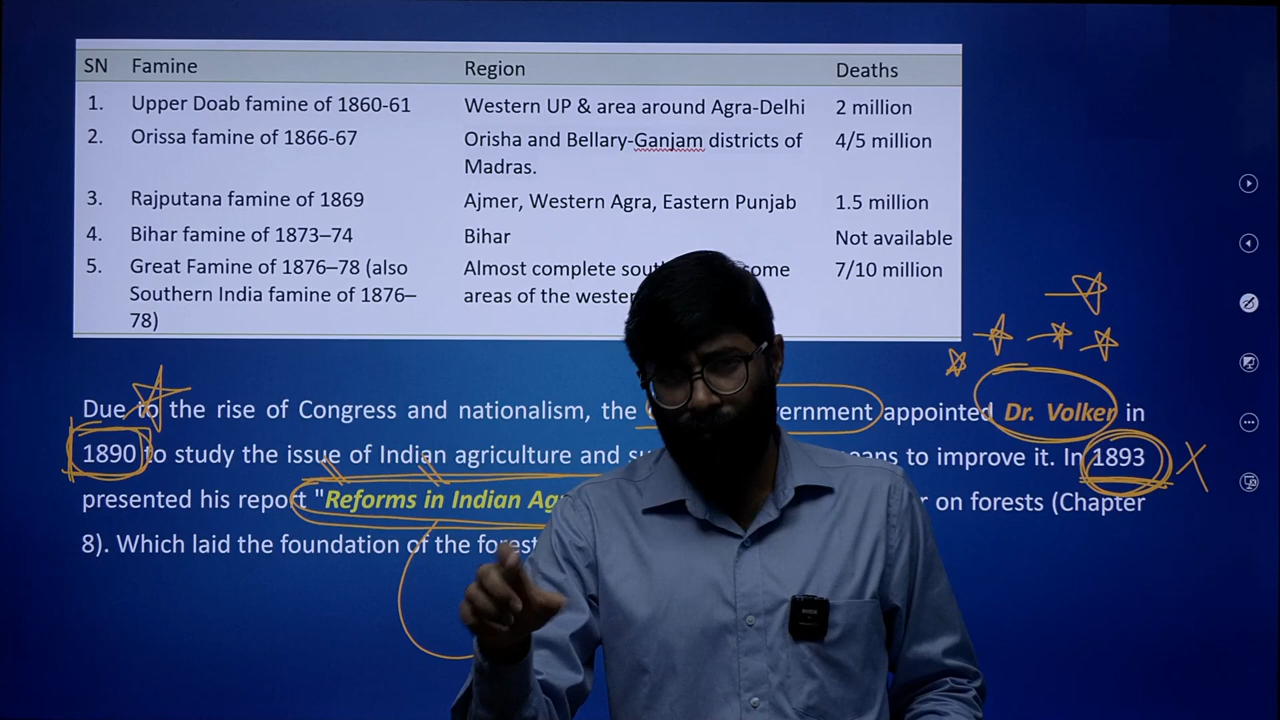 SN Famine Region Deaths
1. Upper Doab famine of 1860-61 Western UP & area around Agra-Delhi 2 million
2. Orissa famine of 1866-67 Orisha and Bellary-Ganjam districts of 4/5 million
Madras.
3. Rajputana famine of 1869 Ajmer, Western Agra, Eastern Punjab 1.5 million
4. Bihar famine of 1873–74 Bihar Not available
5. Great Famine of 1876–78 (also Almost complete some 7/10 million
Southern India famine of 1876– areas of the
78)
Due to the rise of Congress and nationalism, the appointed Dr. Volker in
1890 to study the issue of Indian agriculture and to improve it. In 1893
presented his report "Reforms in Indian on forests (Chapter
8). Which laid the foundation of the